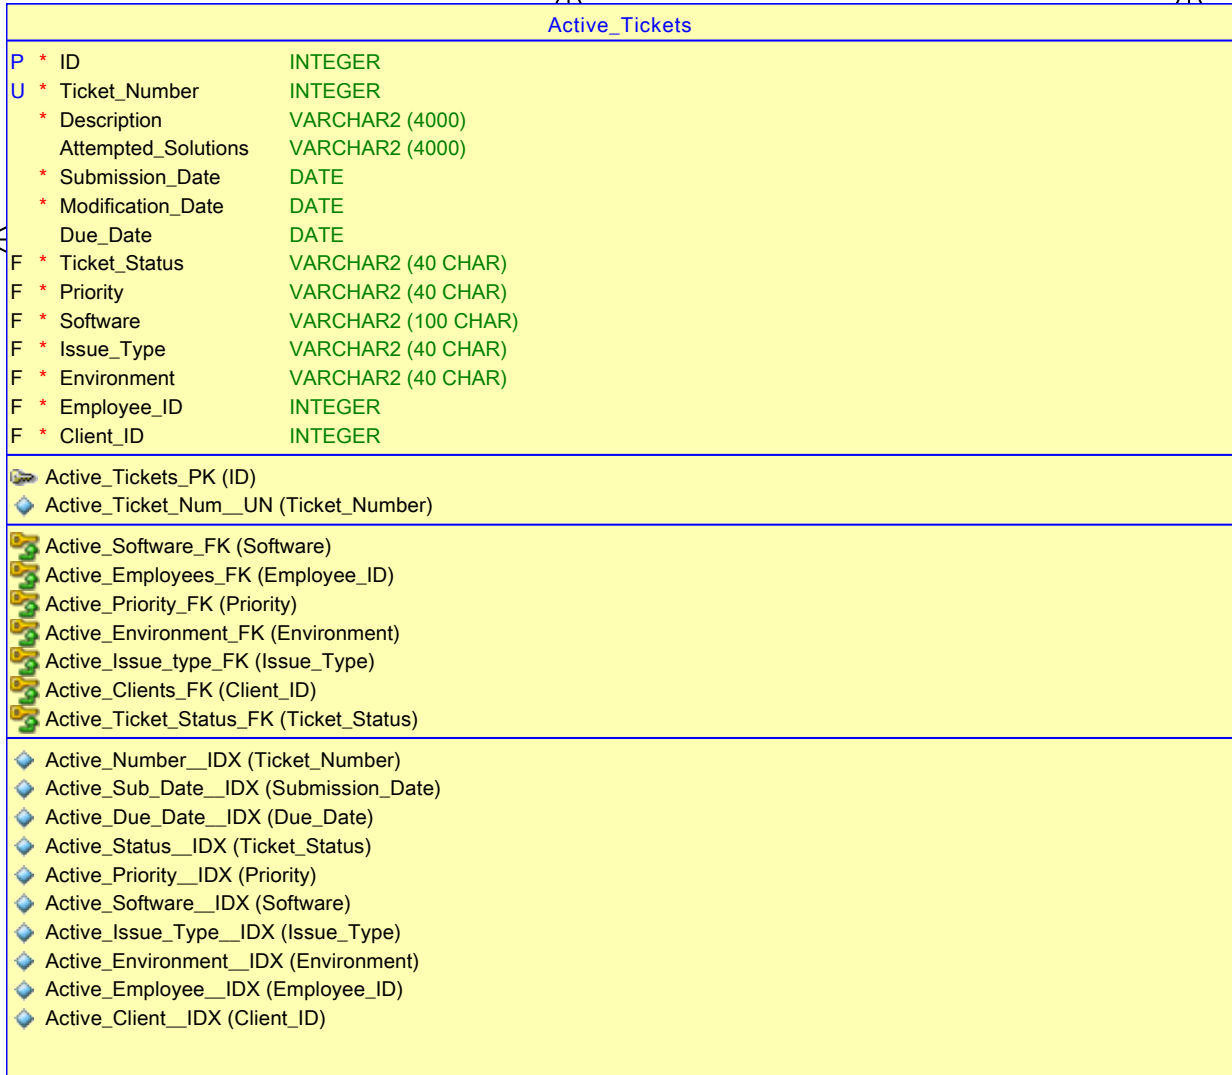 Active_Tickets
P * ID INTEGER
U * Ticket_Number INTEGER
* Description VARCHAR2 (4000)
Attempted_Solutions VARCHAR2 (4000)
* Submission_Date DATE
* Modification_Date DATE
Due_Date DATE
F * Ticket_Status VARCHAR2 (40 CHAR)
F * Priority VARCHAR2 (40 CHAR)
F * Software VARCHAR2 (100 CHAR)
F * Issue_Type VARCHAR2 (40 CHAR)
F * Environment VARCHAR2 (40 CHAR)
F * Employee_ID INTEGER
F * Client_ID INTEGER
Active_Tickets_PK (ID)
Active_Ticket_Num__UN (Ticket_Number)
Active_Software_FK (Software)
Active_Employees_FK (Employee_ID)
Active_Priority_FK (Priority)
Active_Environment_FK (Environment)
Active_Issue_type_FK (Issue_Type)
Active_Clients_FK (Client_ID)
Active_Ticket_Status_FK (Ticket_Status)
Active_Number__IDX (Ticket_Number)
Active_Sub_Date__IDX (Submission_Date)
Active_Due_Date__IDX (Due_Date)
Active_Status__IDX (Ticket_Status)
Active_Priority__IDX (Priority)
Active_Software__IDX (Software)
Active_Issue_Type__IDX (Issue_Type)
Active_Environment__IDX (Environment)
Active_Employee__IDX (Employee_ID)
Active_Client__IDX (Client_ID)